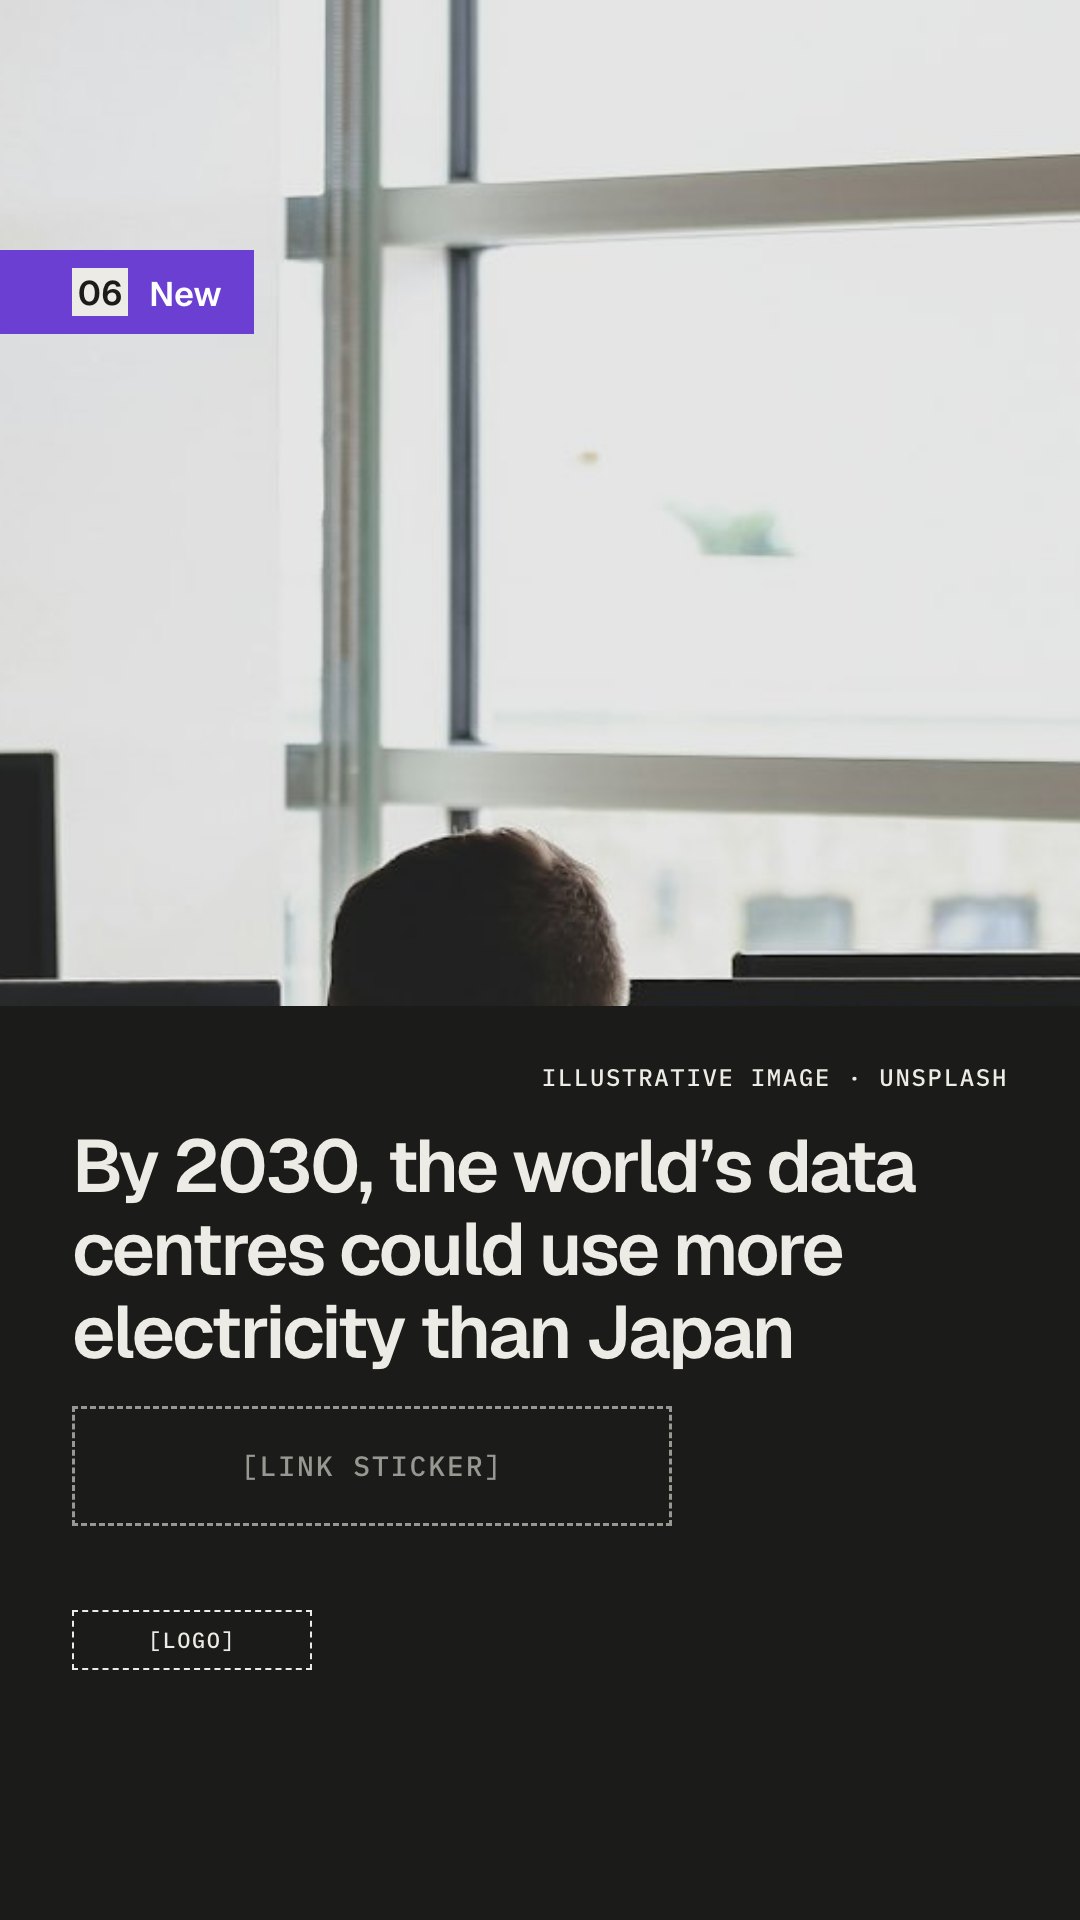 06 New
ILLUSTRATIVE IMAGE · UNSPLASH
By 2030, the world’s data
centres could use more
electricity than Japan
[LINK STICKER]
[LOGO]